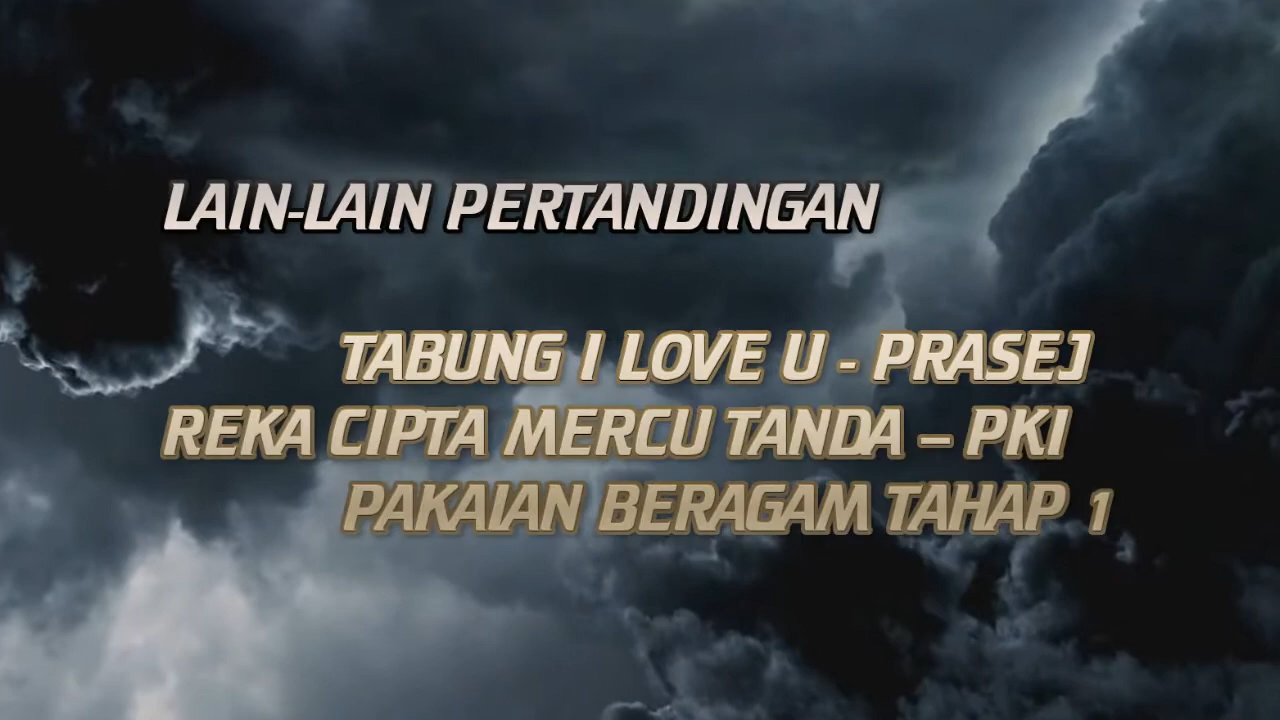 LAIN-LAIN PERTANDINGAN
TABUNG I LOVE U - PRASEJ
REKA CIPTA MERCU TANDA – PKI
PAKAIAN BERAGAM TAHAP 1